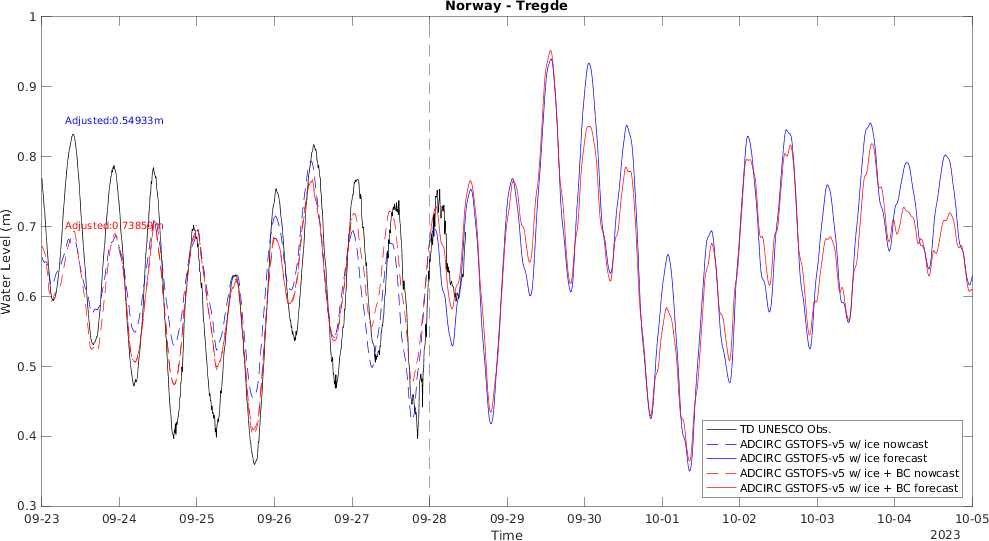 Norway - Tregde
Water Level (m)
1
0.9
0.8
0.7
0.6
0.5
0.4
0.3
Adjusted:0.54933m
Adjusted:0.73859m
TD UNESCO Obs.
ADCIRC GSTOFS-v5 w/ ice nowcast
ADCIRC GSTOFS-v5 w/ ice forecast
ADCIRC GSTOFS-v5 w/ ice + BC nowcast
ADCIRC GSTOFS-v5 w/ ice + BC forecast
09-23 09-24 09-25 09-26 09-27 09-28 09-29 09-30 10-01 10-02 10-03 10-04 10-05
Time
2023